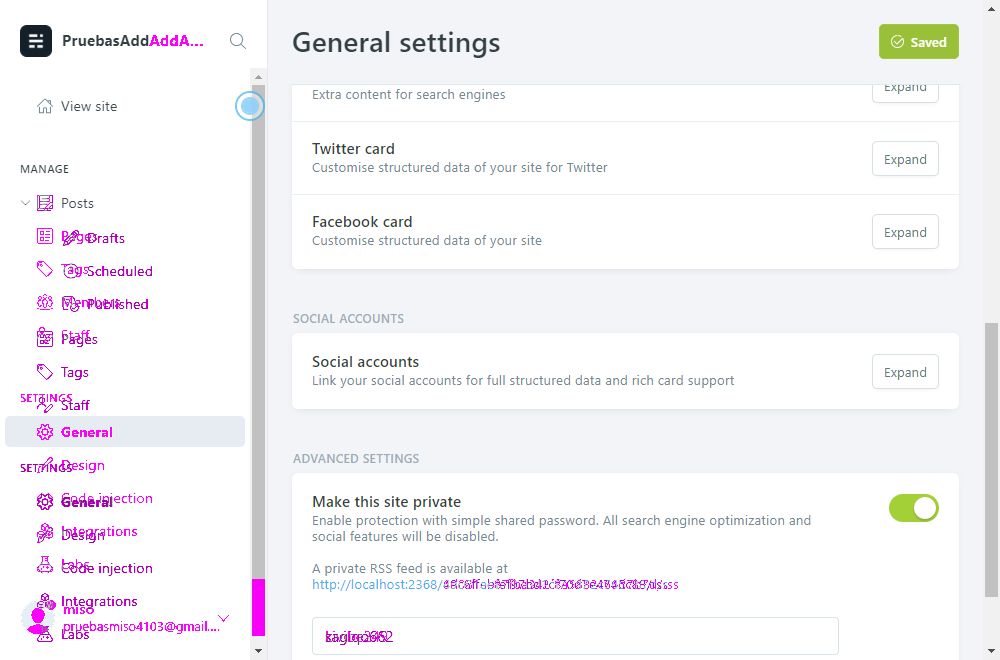 PruebasAdd
General settings
Saved
Extra content for search engines
Expand
View site
Twitter card
Customise structured data of your site for Twitter
Expand
MANAGE
Posts
Facebook card
Customise structured data of your site
Expand
Pages
Drafts
Tags
Scheduled
Members
Published
Staff
Pages
SOCIAL ACCOUNTS
Social accounts
Link your social accounts for full structured data and rich card support
Expand
Tags
SETTINGS
Staff
General
ADVANCED SETTINGS
Design
SETTINGS
Code injection
General
Make this site private
Enable protection with simple shared password. All search engine optimization and
social features will be disabled.
Integrations
Design
Labs
Code injection
A private RSS feed is available at
http://localhost:2368/
Integrations
miso
pruebasmiso4103@gmail...
Labs